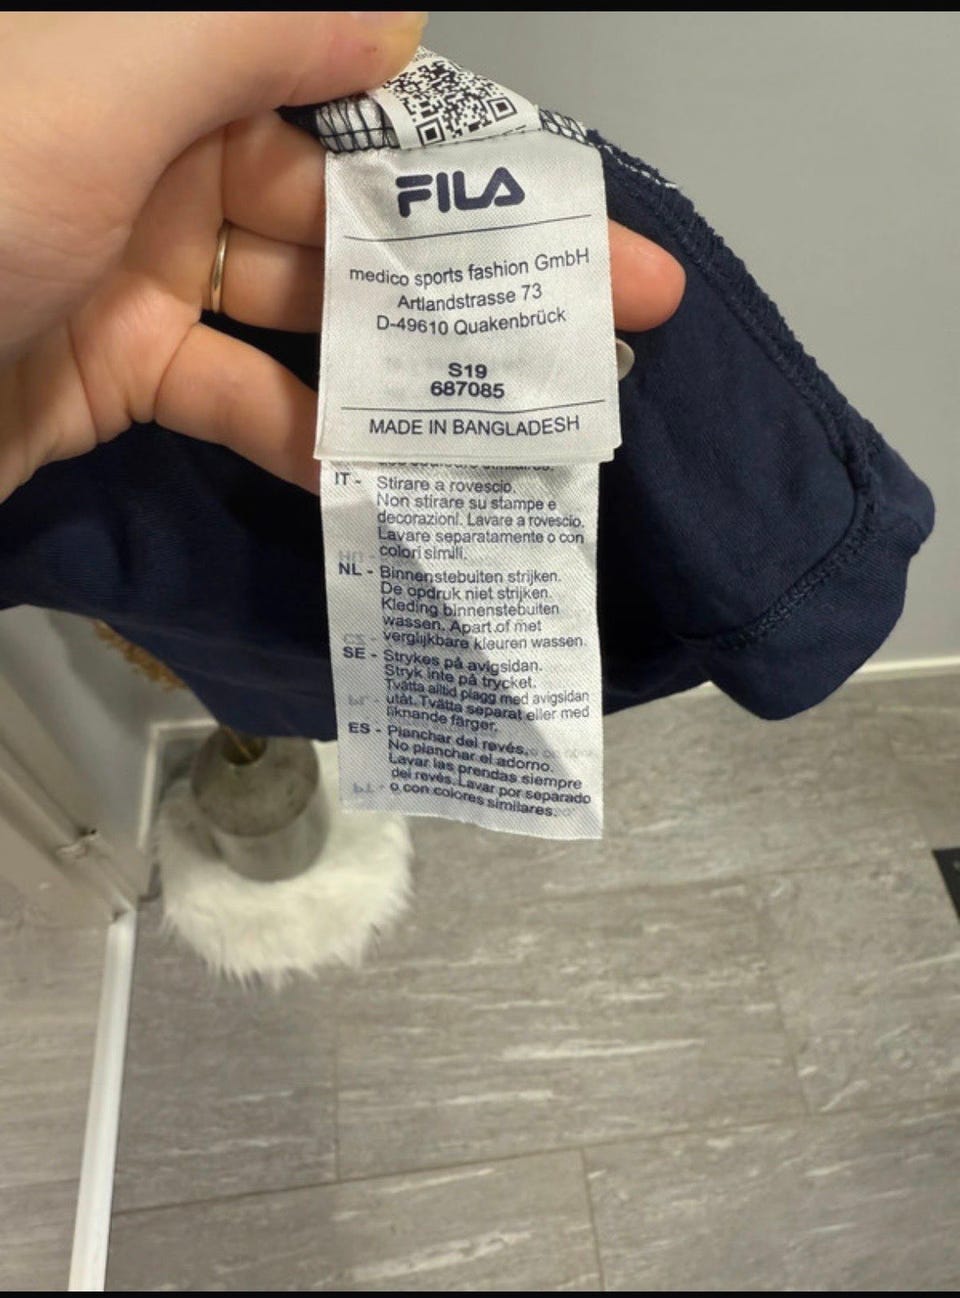 FILA
medico sports fashion GmbH
Artlandstrasse 73
D-49610 Quakenbrück
S19
687085
MADE IN BANGLADESH
IT - Stirare a rovescio.
Non stirare su stampe e
decorazioni. Lavare a rovescio.
Lavare separatamente o con
colori simili.
NL - Binnenstebuiten strijken.
De opdruk niet strijken.
Kleding binnenstebuiten
wassen. Apart of met
verglijkbare kleuren wassen.
SE - Strykes på avigsidan.
Stryk inte på trycket.
Tvätta alltid plagg med avigsidan
utåt. Tvätta separat eller med
liknande färger.
ES - Planchar del revés.
No planchar el adorno.
Lavar las prendas siempre
del revés. Lavar por separado
o con colores similares.